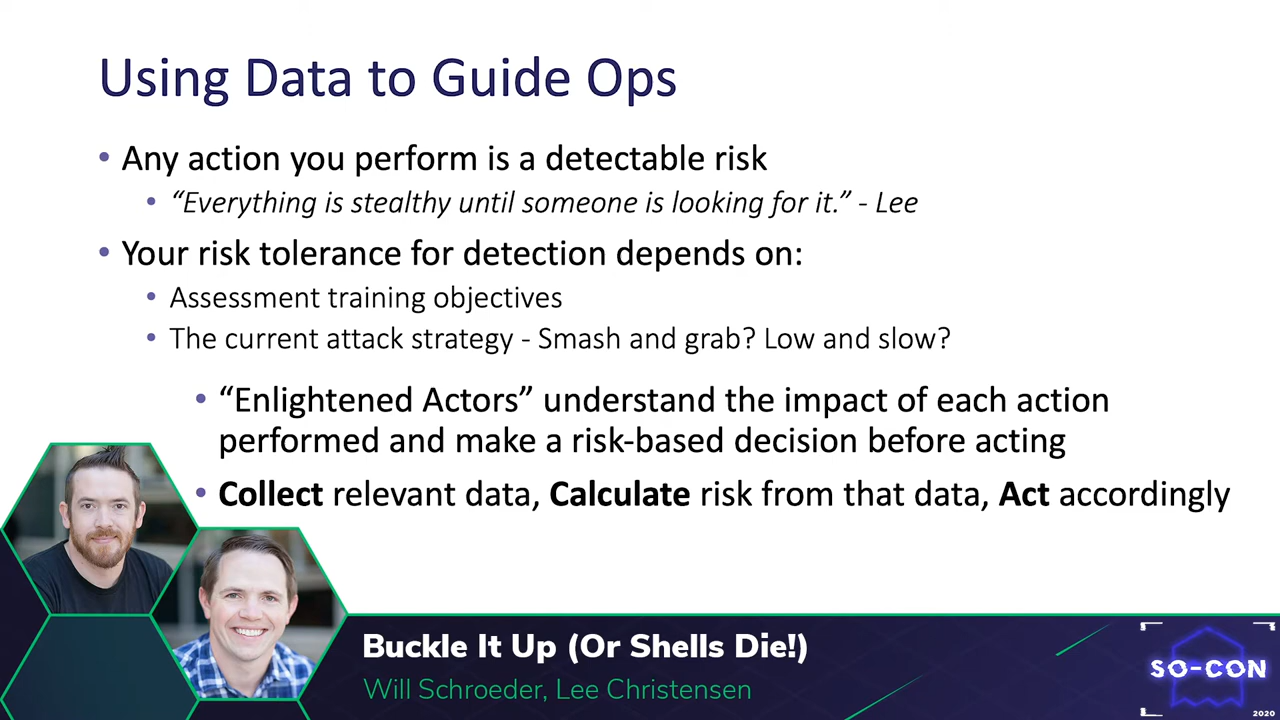 Using Data to Guide Ops
• Any action you perform is a detectable risk
• “Everything is stealthy until someone is looking for it.” - Lee
• Your risk tolerance for detection depends on:
• Assessment training objectives
• The current attack strategy - Smash and grab? Low and slow?
• “Enlightened Actors” understand the impact of each action
performed and make a risk-based decision before acting
• Collect relevant data, Calculate risk from that data, Act accordingly
Buckle It Up (Or Shells Die!)
Will Schroeder, Lee Christensen
SO-CON
2020